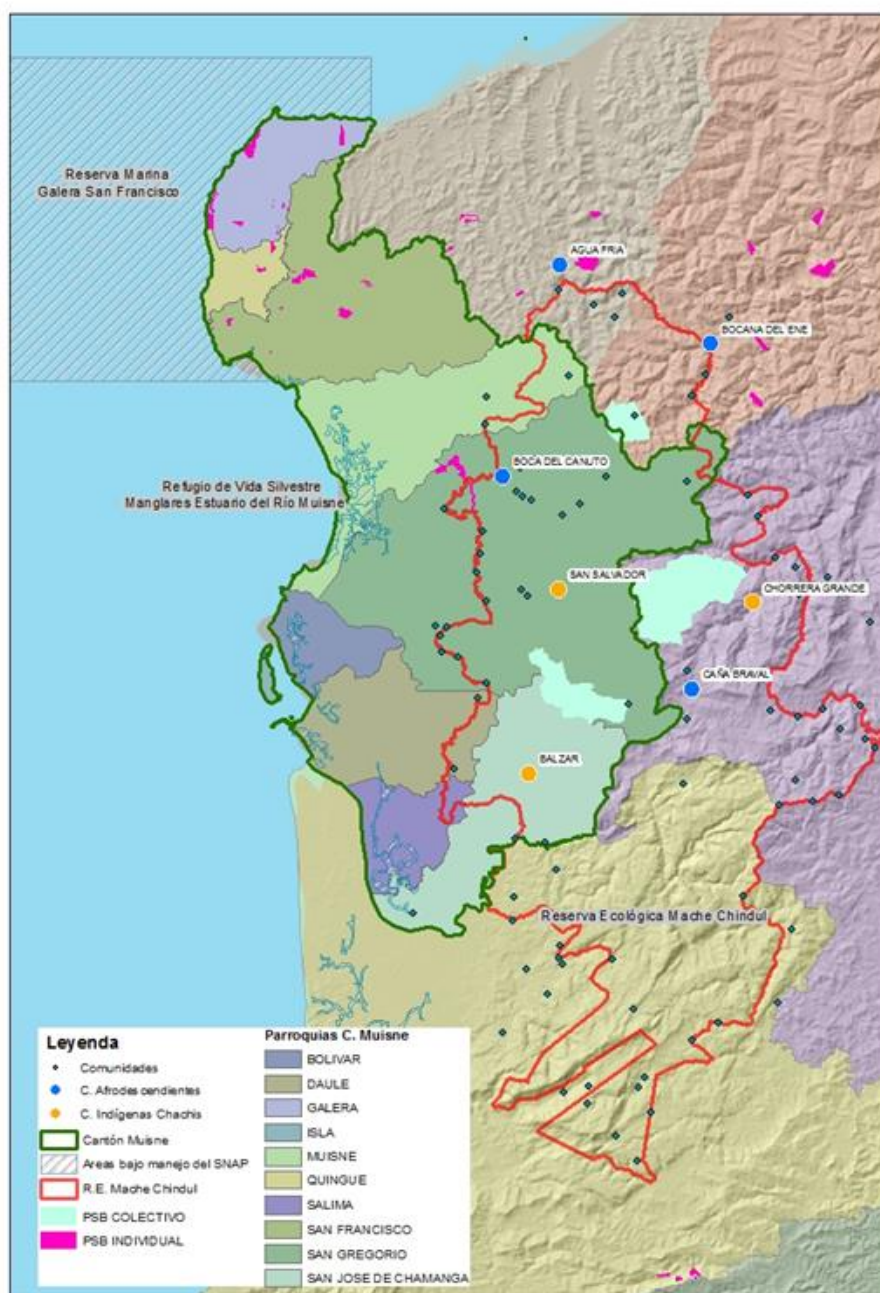 Reserva Marina
Galera San Francisco
AGUA FRIA
BOCANA DEL ENE
BOCA DEL CANUTO
Refugio de Vida Silvestre
Manglares Estuario del Río Muisne
SAN SALVADOR
CHORRERA GRANDE
CAÑA BRAVAL
BALZAR
Reserva Ecológica Mache Chindul
Leyenda
Comunidades
C. Afrodescendientes
C. Indígenas Chachis
Cantón Muisne
Areas bajo manejo del SNAP
R.E. Mache Chindul
PSB COLECTIVO
PSB INDIVIDUAL
Parroquias C. Muisne
BOLIVAR
DAULE
GALERA
ISLA
MUISNE
QUINGUE
SALIMA
SAN FRANCISCO
SAN GREGORIO
SAN JOSE DE CHAMANGA